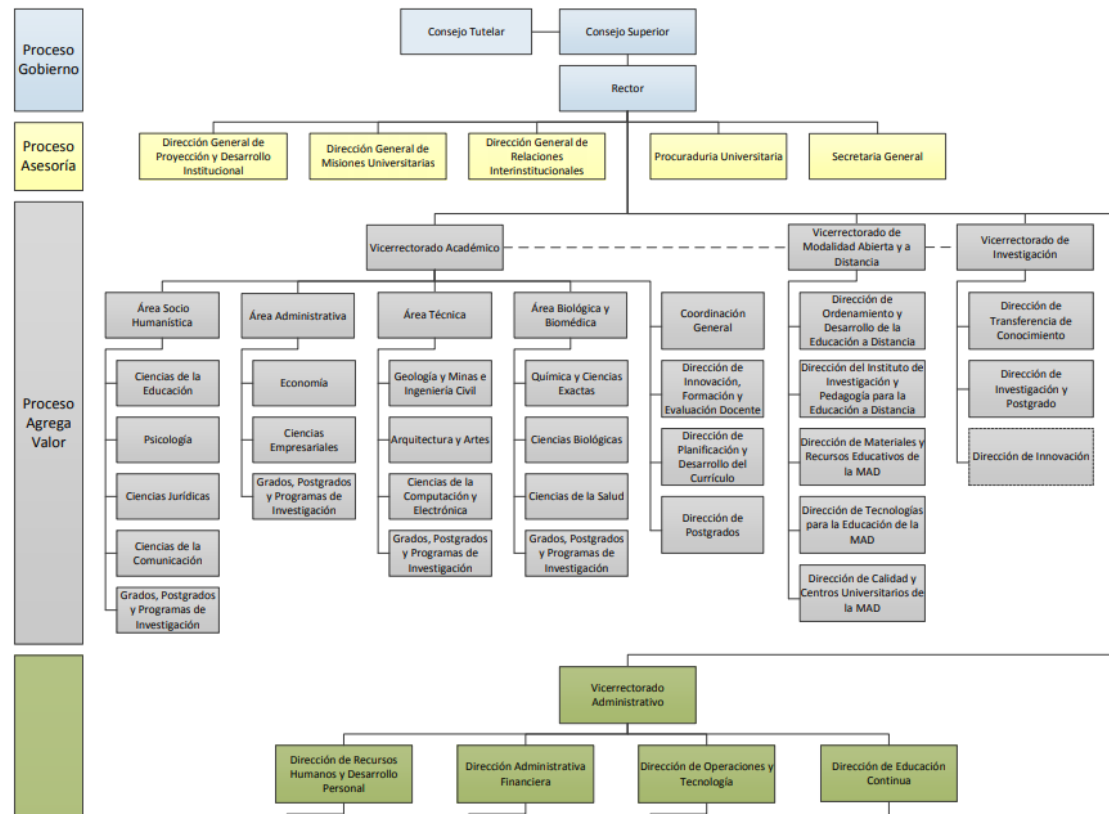 Proceso
Gobierno
Consejo Tutelar
Consejo Superior
Rector
Proceso
Asesoría
Dirección General de
Proyección y Desarrollo
Institucional
Dirección General de
Misiones Universitarias
Dirección General de
Relaciones
Interinstitucionales
Procuraduria Universitaria
Secretaria General
Proceso
Agrega
Valor
Vicerrectorado Académico
Vicerrectorado de
Modalidad Abierta y a
Distancia
Vicerrectorado de
Investigación
Área Socio
Humanística
Ciencias de la
Educación
Psicología
Ciencias Jurídicas
Ciencias de la
Comunicación
Grados, Postgrados
y Programas de
Investigación
Área Administrativa
Economía
Ciencias
Empresariales
Grados, Postgrados
y Programas de
Investigación
Área Técnica
Geología y Minas e
Ingeniería Civil
Arquitectura y Artes
Ciencias de la
Computación y
Electrónica
Grados, Postgrados
y Programas de
Investigación
Área Biológica y
Biomédica
Química y Ciencias
Exactas
Ciencias Biológicas
Ciencias de la Salud
Grados, Postgrados
y Programas de
Investigación
Coordinación
General
Dirección de
Innovación,
Formación y
Evaluación Docente
Dirección de
Planificación y
Desarrollo del
Currículo
Dirección de
Postgrados
Dirección de
Ordenamiento y
Desarrollo de la
Educación a Distancia
Dirección del Instituto de
Investigación y
Pedagogía para la
Educación a Distancia
Dirección de Materiales y
Recursos Educativos de
la MAD
Dirección de Tecnologías
para la Educación de la
MAD
Dirección de Calidad y
Centros Universitarios de
la MAD
Dirección de
Transferencia de
Conocimiento
Dirección de
Investigación y
Postgrado
Dirección de Innovación
Vicerrectorado
Administrativo
Dirección de Recursos
Humanos y Desarrollo
Personal
Dirección Administrativa
Financiera
Dirección de Operaciones y
Tecnología
Dirección de Educación
Continua